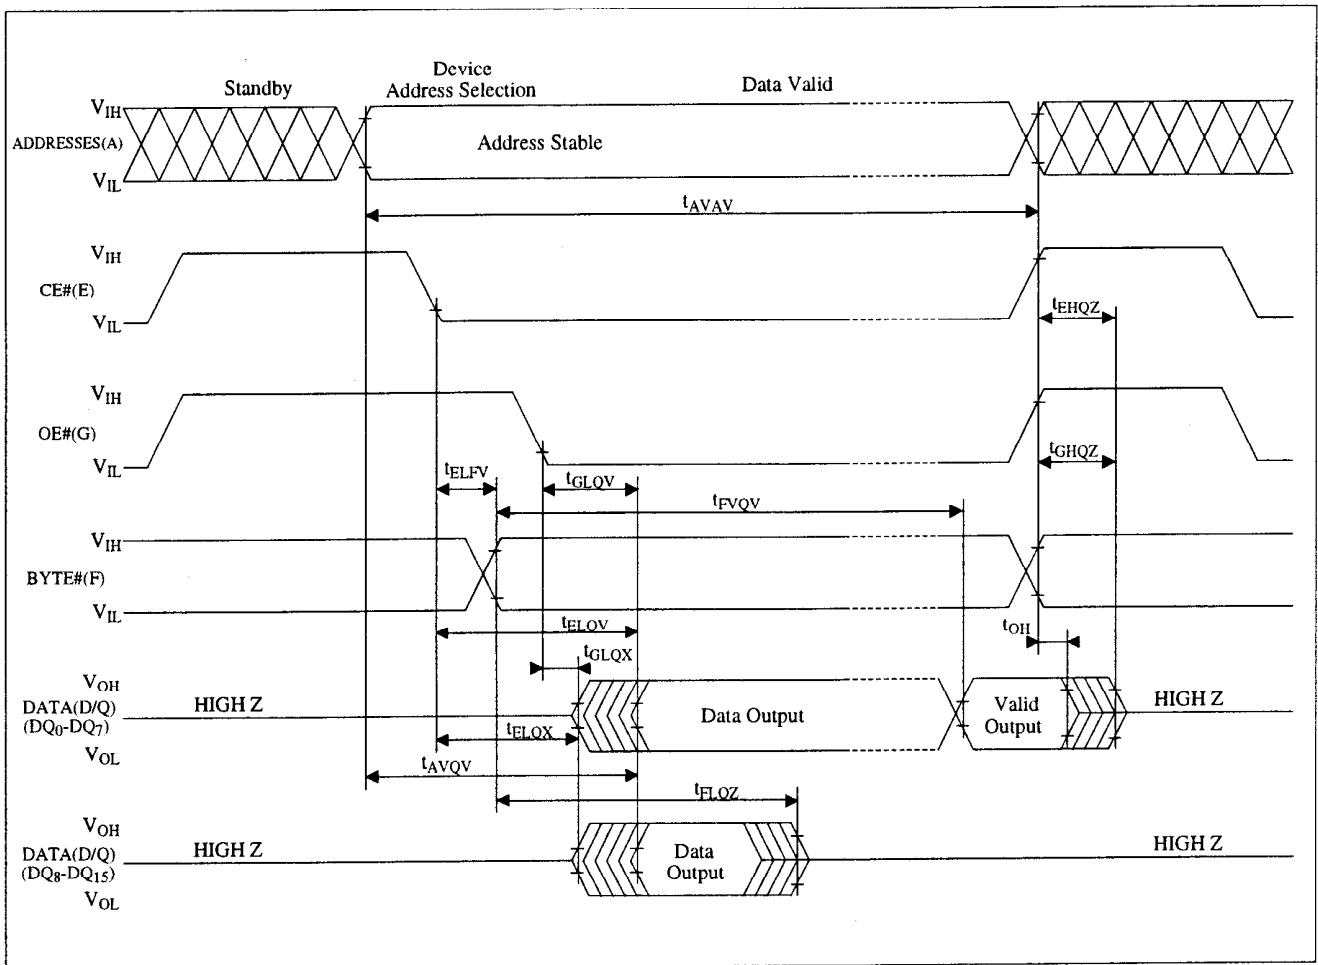 Standby
Device
Address Selection
Data Valid
VIH
ADDRESSES(A)
Address Stable
VIL
tAVAV
VIH
CE#(E)
VIL
tEHQZ
VIH
OE#(G)
VIL
tGHQZ
tELFV
tGLQV
tFVQV
VIH
BYTE#(F)
VIL
tELQV
tOH
tGLQX
VOH
DATA(D/Q)
(DQ0-DQ7)
HIGH Z
Data Output
Valid
Output
HIGH Z
VOL
tELQX
tAVQV
tFLQZ
VOH
DATA(D/Q)
(DQ8-DQ15)
HIGH Z
Data
Output
HIGH Z
VOL